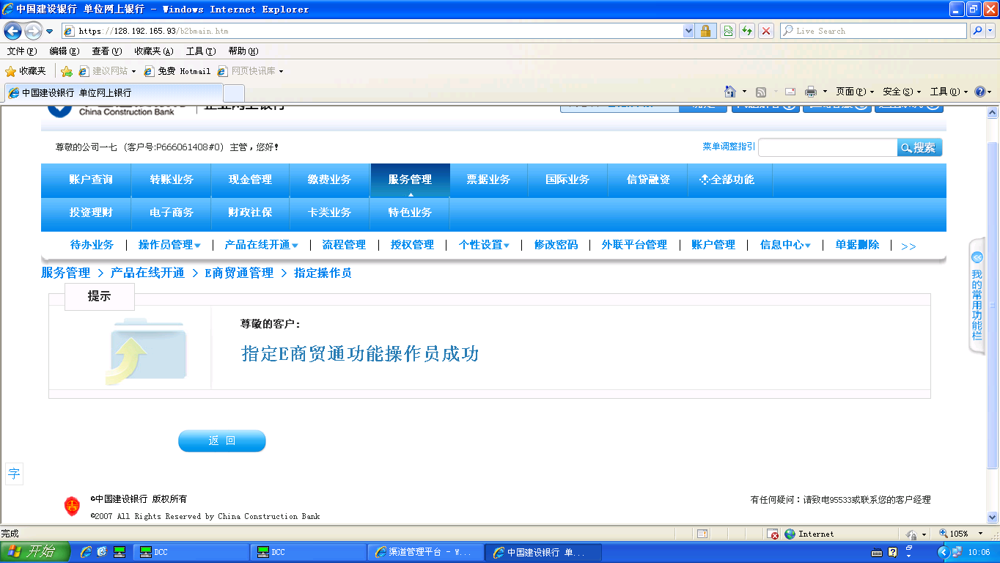 中国建设银行 单位网上银行 - Windows Internet Explorer
https://128.192.165.93/b2bmain.htm
Live Search
文件(F) 编辑(E) 查看(V) 收藏夹(A) 工具(T) 帮助(H)
收藏夹 建议网站 免费 Hotmail 网页快讯库
中国建设银行 单位网上银行
页面(P) 安全(S) 工具(O)
China Construction Bank 企业网上银行
尊敬的公司一七 (客户号:P666061408#0) 主管,您好!
菜单调整指引 搜索
账户查询 转账业务 现金管理 缴费业务 服务管理 票据业务 国际业务 信贷融资 全部功能
投资理财 电子商务 财政社保 卡类业务 特色业务
待办业务 | 操作员管理 | 产品在线开通 | 流程管理 | 授权管理 | 个性设置 | 修改密码 | 外联平台管理 | 账户管理 | 信息中心 | 单据删除 | >>
服务管理 > 产品在线开通 > E商贸通管理 > 指定操作员
提示
尊敬的客户:
指定E商贸通功能操作员成功
返 回
我的常用功能栏
字
©中国建设银行 版权所有
©2007 All Rights Reserved by China Construction Bank
有任何疑问:请致电95533或联系您的客户经理
完成 Internet 105%
开始 DCC DCC 渠道管理平台 - W... 中国建设银行 单... 10:06